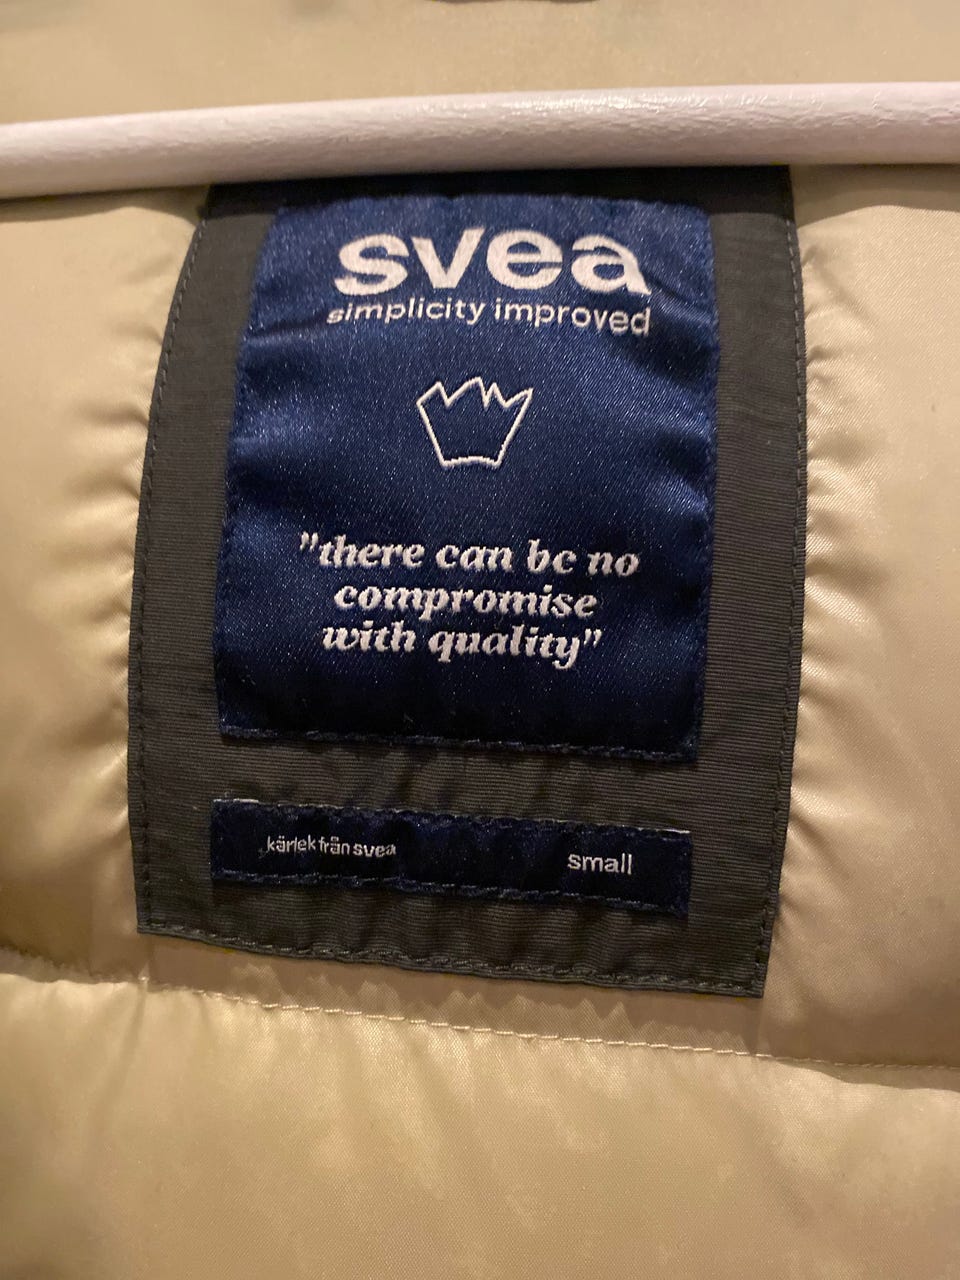 svea
simplicity improved
"there can be no
compromise
with quality"
kärlek från svea
small